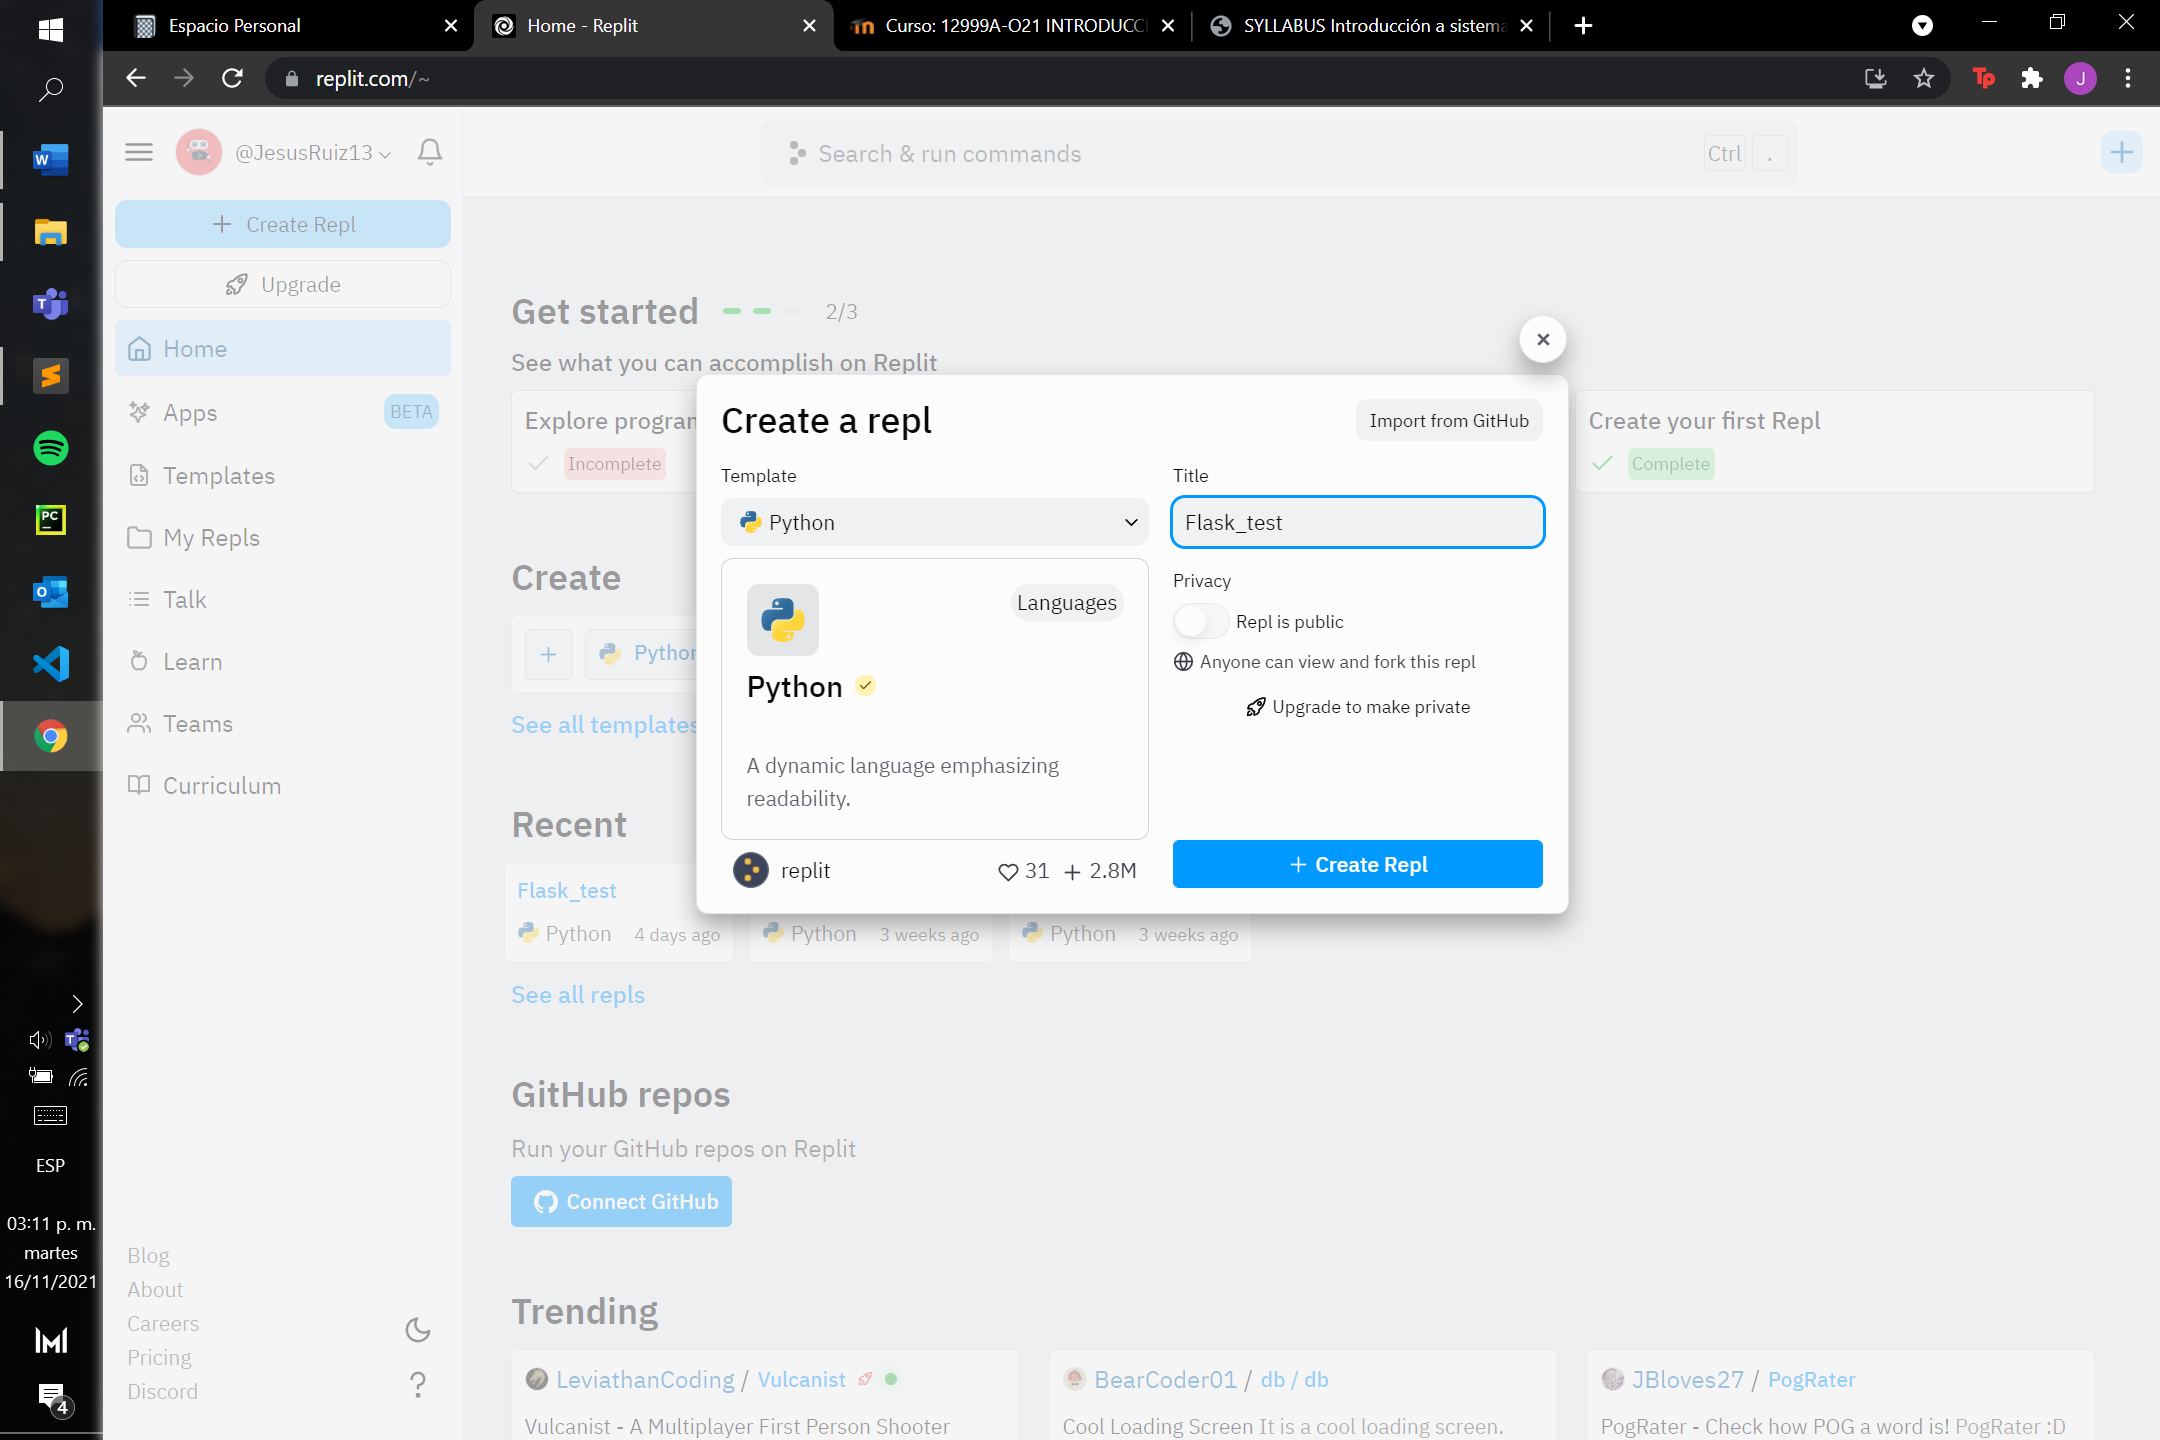 Espacio Personal
Home - Replit
Curso: 12999A-O21 INTRODUCCI
SYLLABUS Introducción a sistema
replit.com/~
Tp
J
@JesusRuiz13
Search & run commands
Ctrl
.
+ Create Repl
Upgrade
Home
Apps
BETA
Templates
My Repls
Talk
Learn
Teams
Curriculum
Get started
2/3
See what you can accomplish on Replit
Explore program
Incomplete
Create your first Repl
Complete
Create
Python
See all templates
Recent
Flask_test
Python 4 days ago
Python 3 weeks ago
Python 3 weeks ago
See all repls
GitHub repos
Run your GitHub repos on Replit
Connect GitHub
Trending
LeviathanCoding / Vulcanist
Vulcanist - A Multiplayer First Person Shooter
BearCoder01 / db / db
Cool Loading Screen It is a cool loading screen.
JBloves27 / PogRater
PogRater - Check how POG a word is! PogRater :D
Create a repl
Import from GitHub
Template
Python
Languages
Python
A dynamic language emphasizing
readability.
replit
31
+ 2.8M
Title
Flask_test
Privacy
Repl is public
Anyone can view and fork this repl
Upgrade to make private
+ Create Repl
Blog
About
Careers
Pricing
Discord
W
T
PC
O
T
ESP
03:11 p. m.
martes
16/11/2021
4